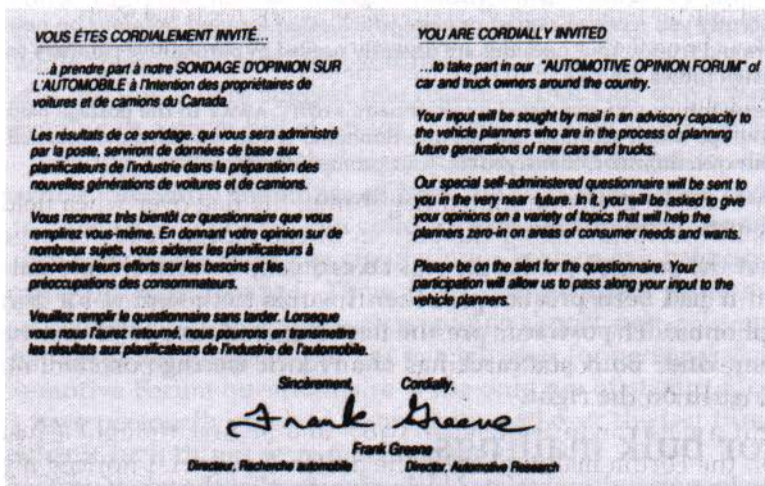 VOUS ÉTES CORDIALEMENT INVITÉ...
...à prendre part à notre SONDAGE D'OPINION SUR
L'AUTOMOBILE à l'intention des propriétaires de
voitures et de camions du Canada.
Les résultats de ce sondage, qui vous sera administré
par la poste, serviront de données de base aux
planificateurs de l'industrie dans la préparation des
nouvelles générations de voitures et de camions.
Vous recevrez très bientôt ce questionnaire que vous
remplirez vous-même. En donnant votre opinion sur de
nombreux sujets, vous aiderez les planificateurs à
concentrer leurs efforts sur les besoins et les
préoccupations des consommateurs.
Veuillez remplir le questionnaire sans tarder. Lorseque
vous nous l'aurez retourné, nous pourrons en transmettre
les résultats aux planificateurs de l'industrie de l'automobile.
YOU ARE CORDIALLY INVITED
...to take part in our "AUTOMOTIVE OPINION FORUM" of
car and truck owners around the country.
Your input will be sought by mail in an advisory capacity to
the vehicle planners who are in the process of planning
future generations of new cars and trucks.
Our special self-administered questionnaire will be sent to
you in the very near future. In it, you will be asked to give
your opinions on a variety of topics that will help the
planners zero-in on areas of consumer needs and wants.
Please be on the alert for the questionnaire. Your
participation will allow us to pass along your input to the
vehicle planners.
Sincèrement, Cordially,
Frank Greene
Frank Greene
Directeur, Recherche automobile Director, Automotive Research